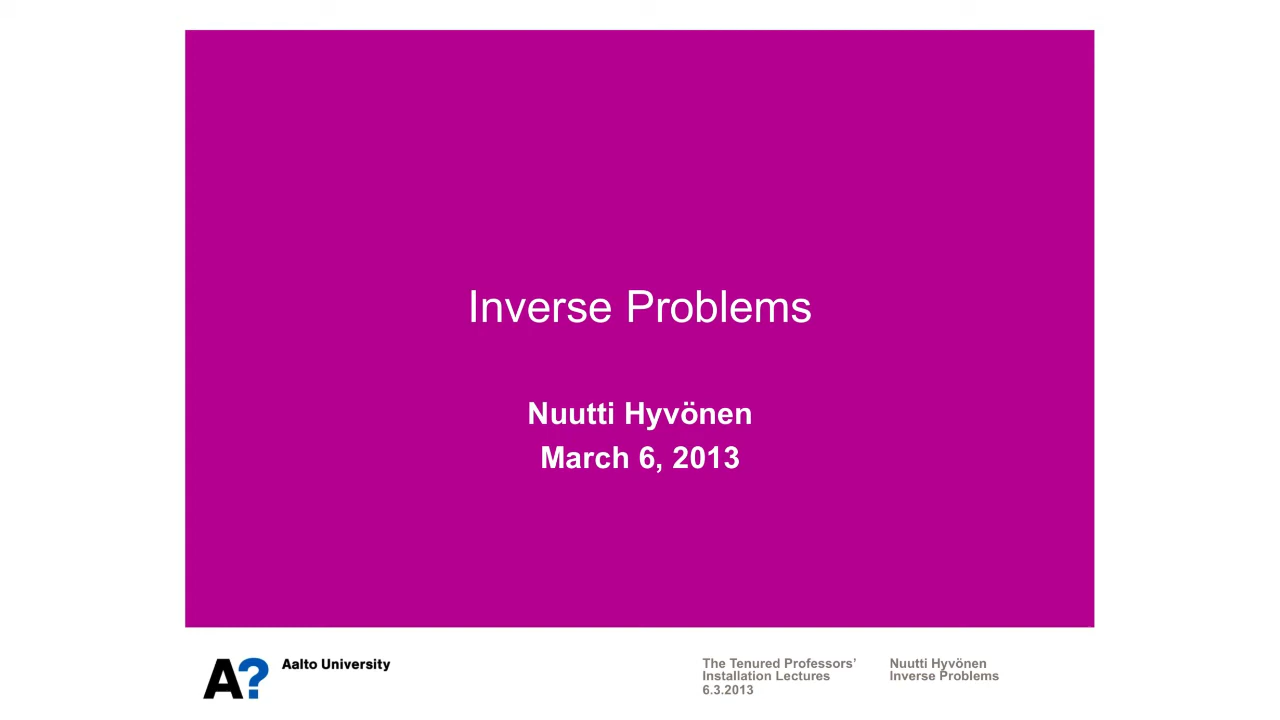 Inverse Problems
Nuutti Hyvönen
March 6, 2013
A?
Aalto University
The Tenured Professors’
Installation Lectures
6.3.2013
Nuutti Hyvönen
Inverse Problems